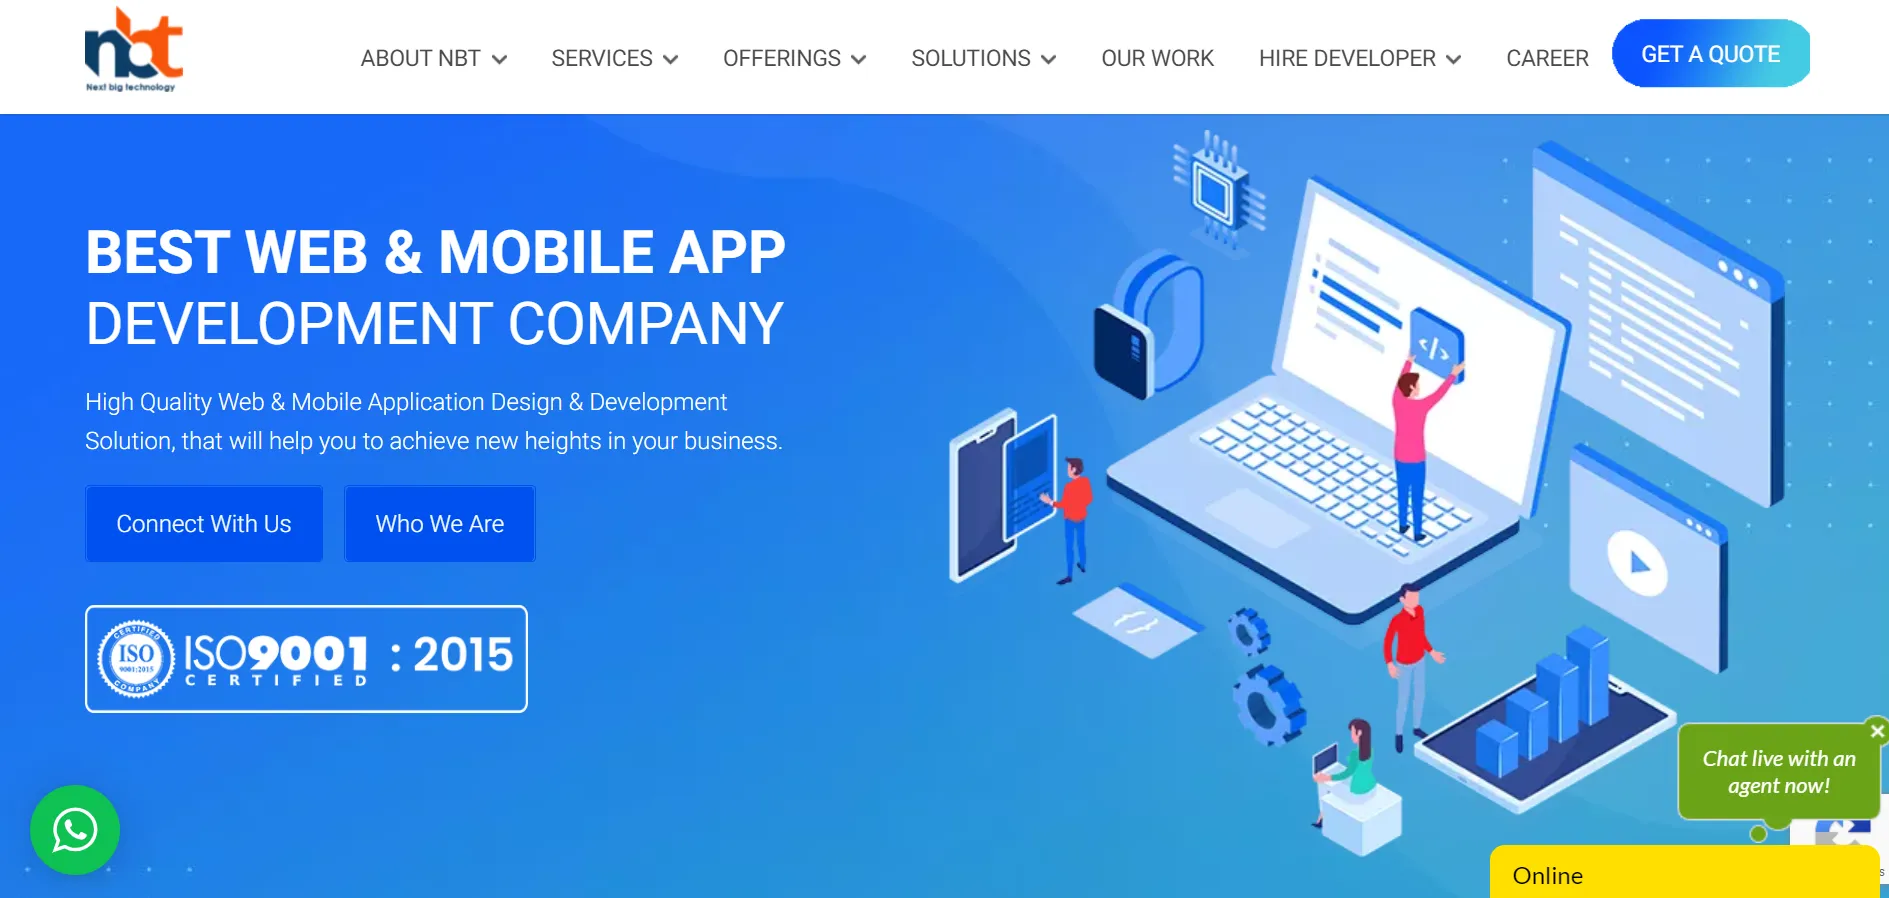 nbt
Next big technology
ABOUT NBT
SERVICES
OFFERINGS
SOLUTIONS
OUR WORK
HIRE DEVELOPER
CAREER
GET A QUOTE
BEST WEB & MOBILE APP
DEVELOPMENT COMPANY
High Quality Web & Mobile Application Design & Development
Solution, that will help you to achieve new heights in your business.
Connect With Us
Who We Are
CERTIFIED
ISO
9001:2015
COMPANY
ISO9001 : 2015
CERTIFIED
</>
Chat live with an
agent now!
Online